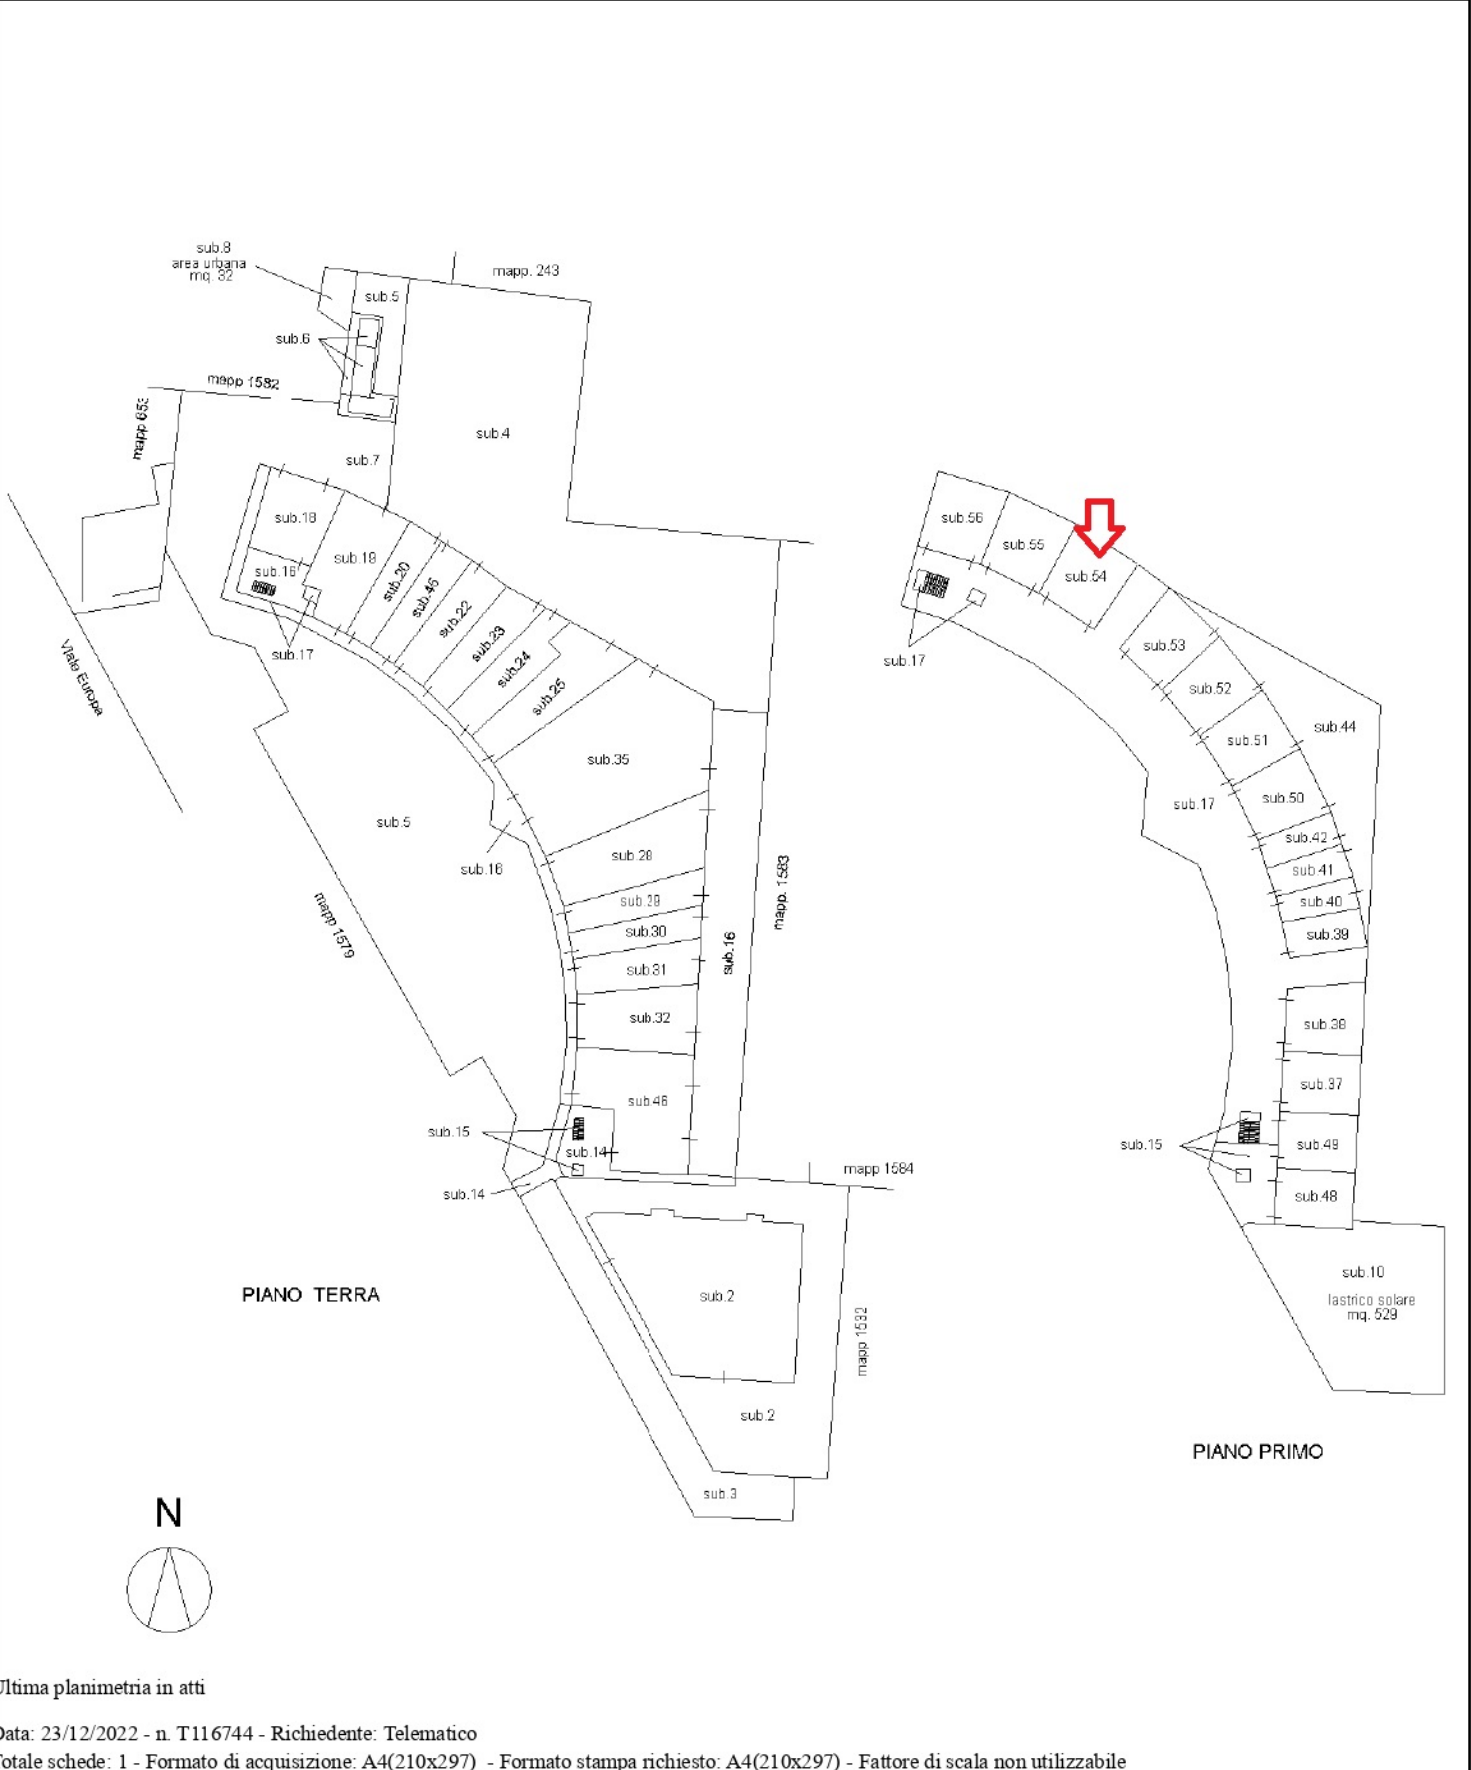 sub.8
area urbana
mq. 32
mapp. 243
sub.5
sub.6
mapp 1582
mapp 653
sub.4
sub.7
sub.18
sub.19
sub.16
sub.20
sub.45
sub.22
sub.23
sub.24
sub.25
sub.17
Viale Europa
sub.35
sub.5
sub.16
sub.28
sub.29
sub.30
sub.31
sub.32
sub.46
sub.16
mapp. 1583
mapp 1579
sub.15
sub.14
sub.14
mapp 1584
sub.2
mapp 1532
sub.2
sub.3
PIANO TERRA
sub.56
sub.55
sub.54
sub.17
sub.53
sub.52
sub.51
sub.44
sub.50
sub.17
sub.42
sub.41
sub.40
sub.39
sub.38
sub.37
sub.15
sub.49
sub.48
sub.10
lastrico solare
mq. 529
PIANO PRIMO
N
Ultima planimetria in atti
Data: 23/12/2022 - n. T116744 - Richiedente: Telematico
Totale schede: 1 - Formato di acquisizione: A4(210x297) - Formato stampa richiesto: A4(210x297) - Fattore di scala non utilizzabile